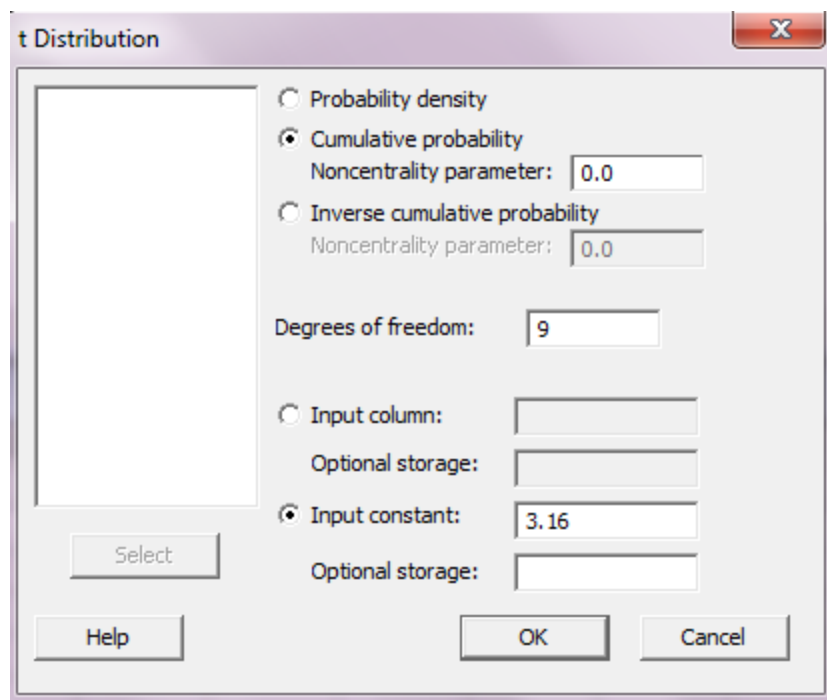 t Distribution
Probability density
Cumulative probability
Noncentrality parameter: 0.0
Inverse cumulative probability
Noncentrality parameter: 0.0
Degrees of freedom: 9
Input column:
Optional storage:
Input constant: 3.16
Optional storage:
Select
Help OK Cancel